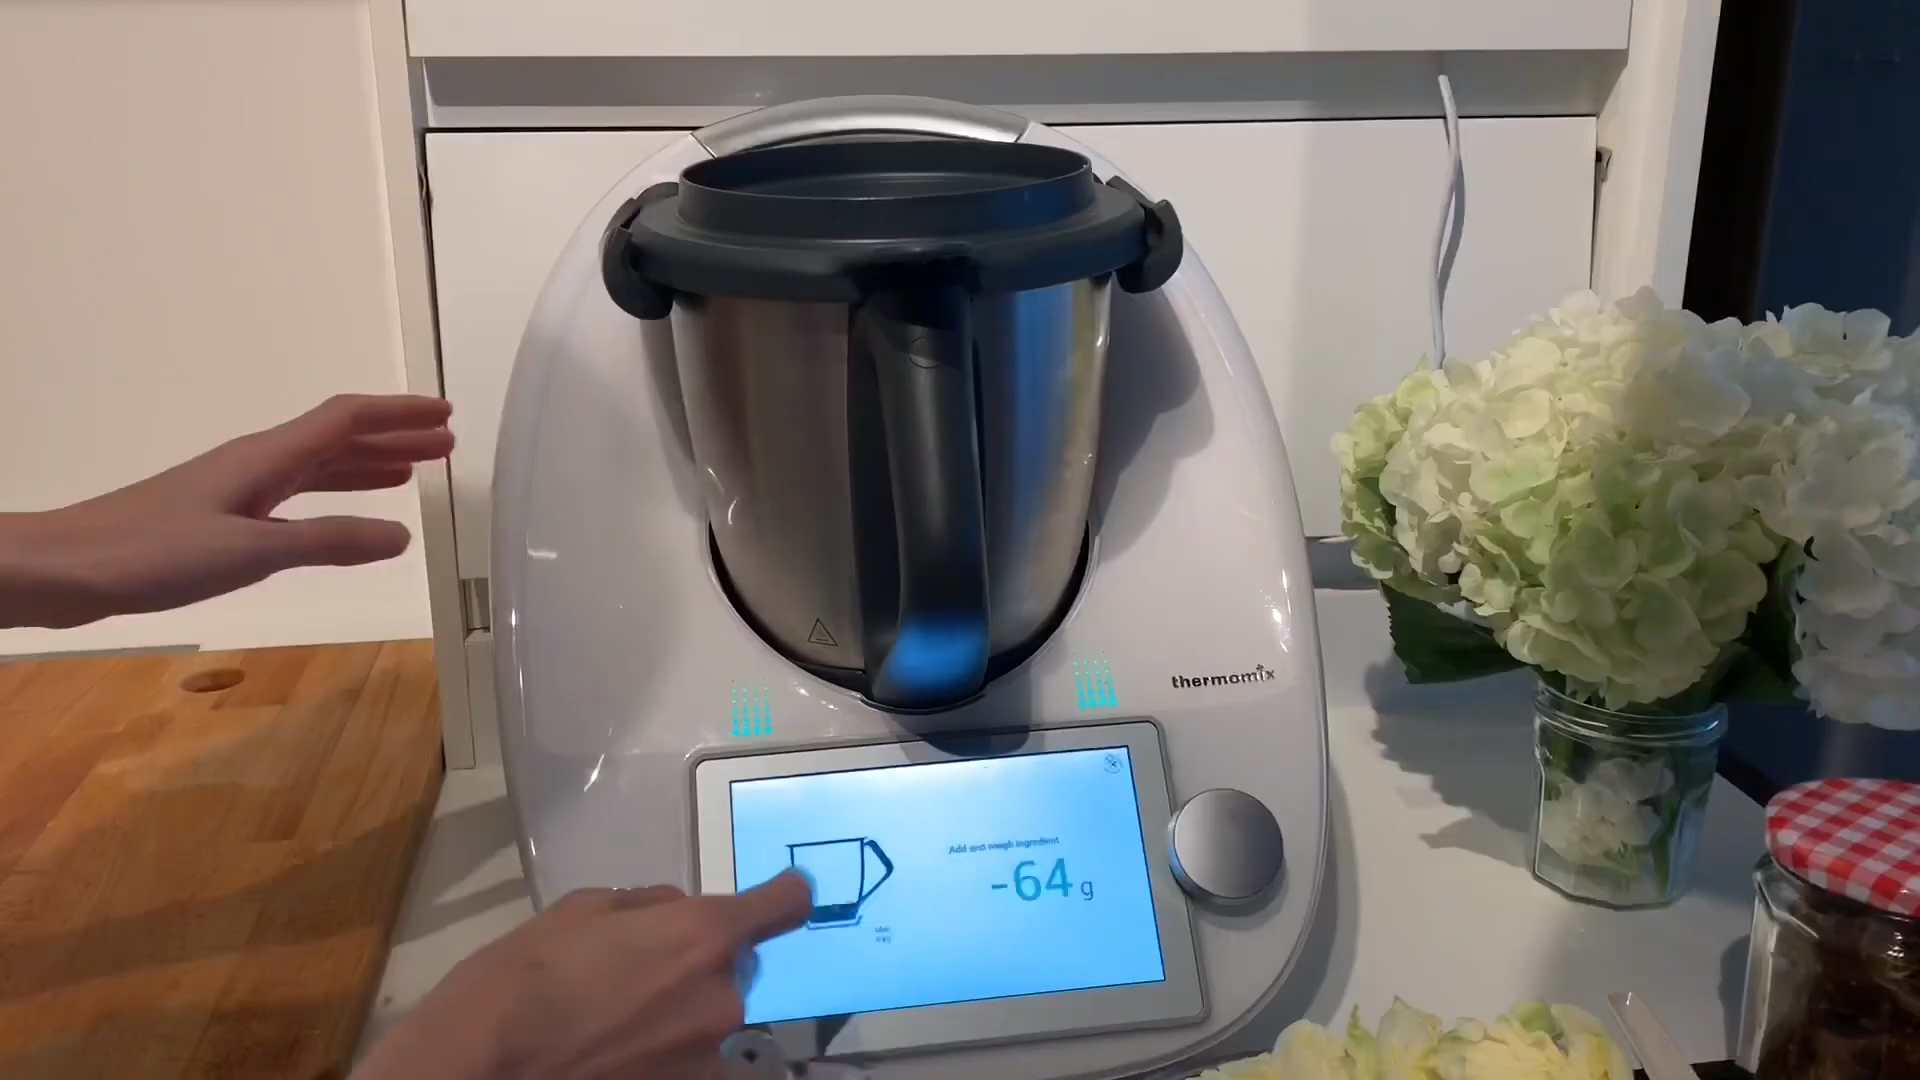 thermomix
Add and weigh ingredient
-64 g